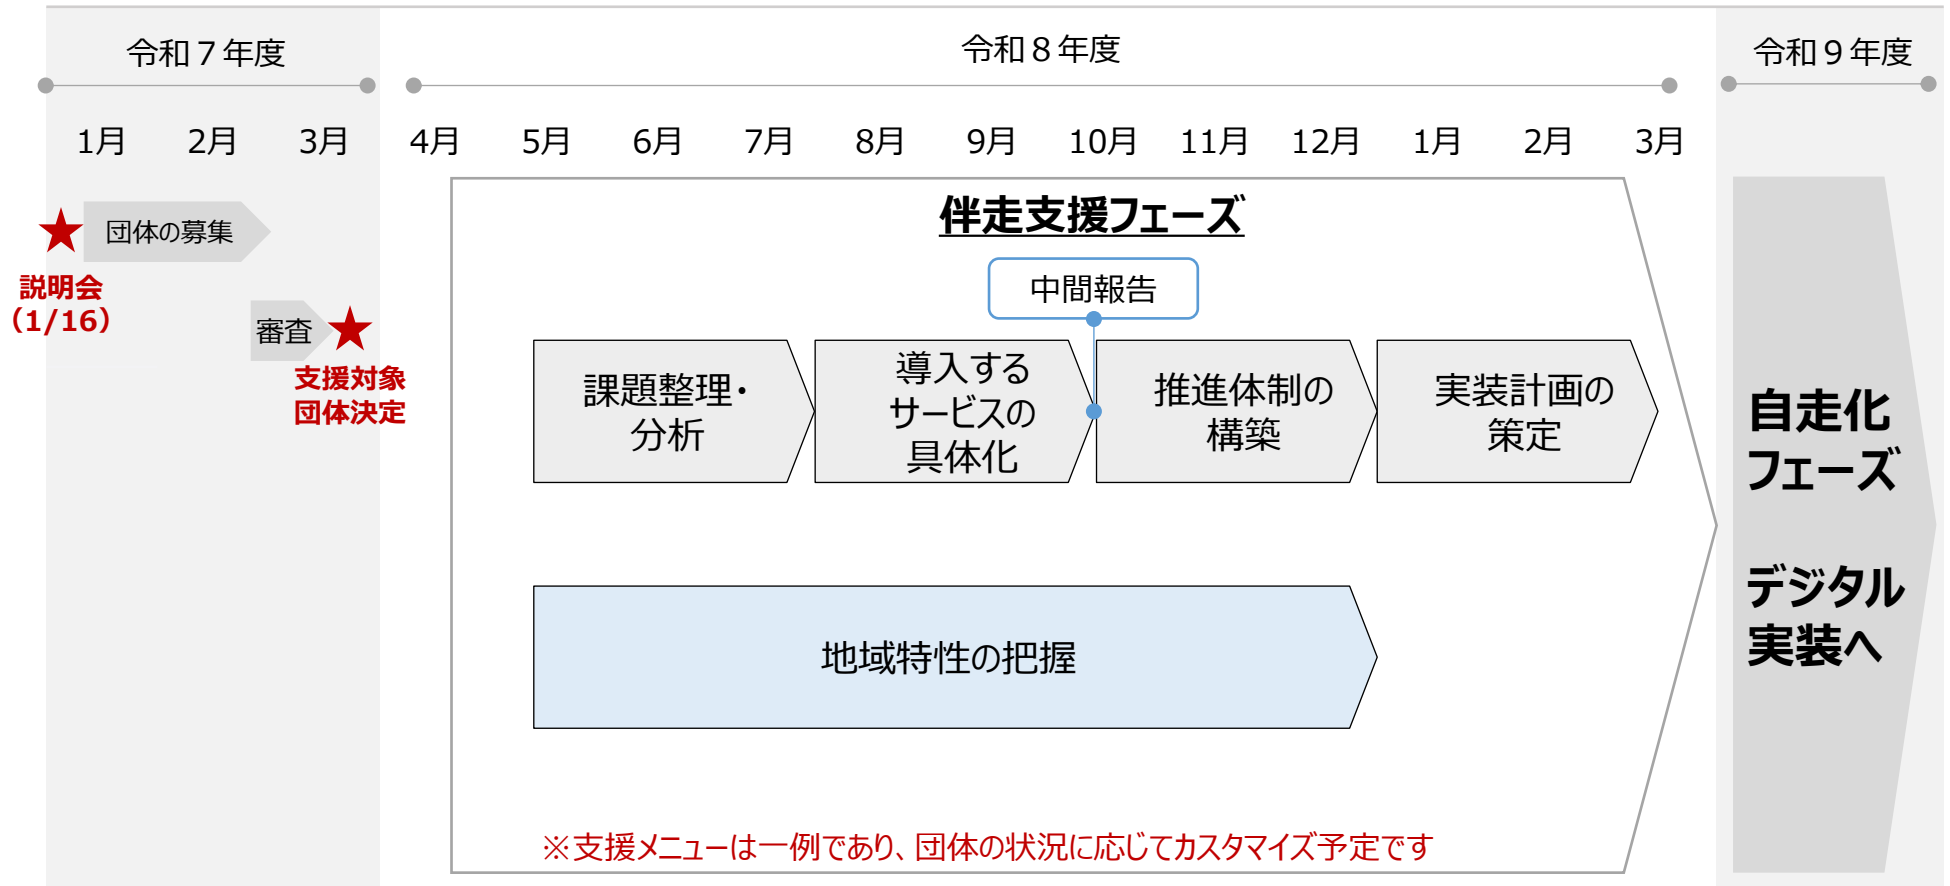 令和７年度
令和８年度
令和９年度
1月 2月 3月 4月 5月 6月 7月 8月 9月 10月 11月 12月 1月 2月 3月
団体の募集
説明会
（1/16）
審査
支援対象
団体決定
伴走支援フェーズ
中間報告
課題整理・
分析
導入する
サービスの
具体化
推進体制の
構築
実装計画の
策定
地域特性の把握
※支援メニューは一例であり、団体の状況に応じてカスタマイズ予定です
自走化
フェーズ
デジタル
実装へ